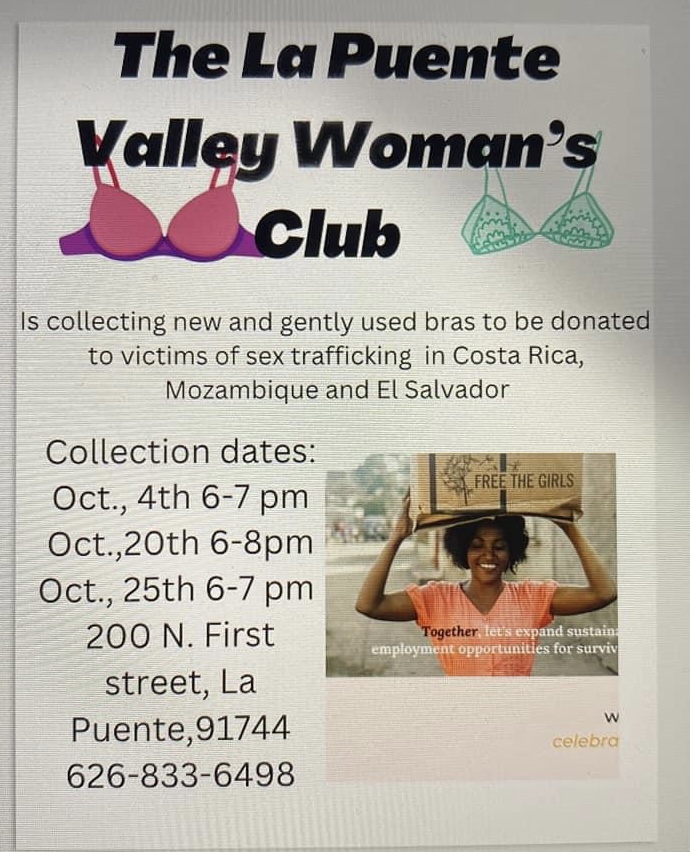 The La Puente
Valley Woman's
Club
Is collecting new and gently used bras to be donated
to victims of sex trafficking in Costa Rica,
Mozambique and El Salvador
Collection dates:
Oct., 4th 6-7 pm
Oct.,20th 6-8pm
Oct., 25th 6-7 pm
200 N. First
street, La
Puente,91744
626-833-6498
FREE THE GIRLS
Together, let's expand sustain
employment opportunities for surviv
W
celebra